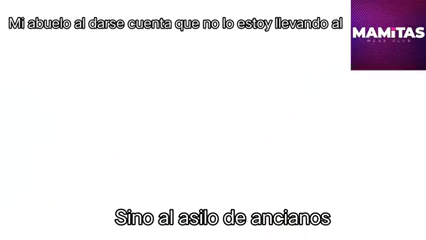 Mi abuelo al darse cuenta que no lo estoy llevando al
MAMITAS
Sino al asilo de ancianos